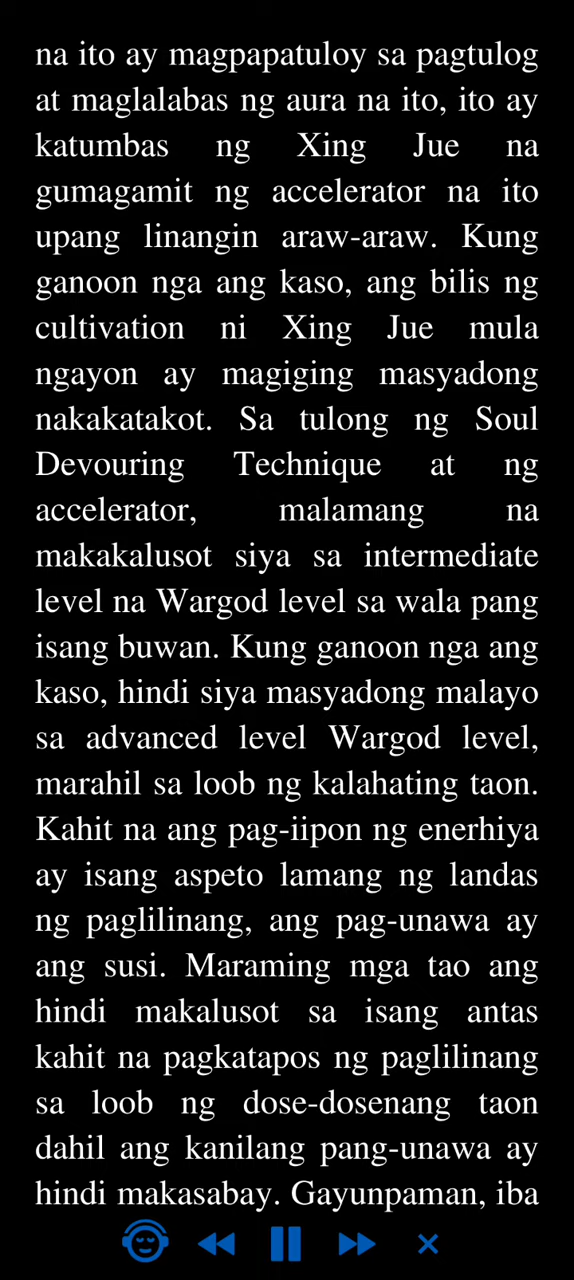 na ito ay magpapatuloy sa pagtulog
at maglalabas ng aura na ito, ito ay
katumbas ng Xing Jue na
gumagamit ng accelerator na ito
upang linangin araw-araw. Kung
ganoon nga ang kaso, ang bilis ng
cultivation ni Xing Jue mula
ngayon ay magiging masyadong
nakakatakot. Sa tulong ng Soul
Devouring Technique at ng
accelerator, malamang na
makakalusot siya sa intermediate
level na Wargod level sa wala pang
isang buwan. Kung ganoon nga ang
kaso, hindi siya masyadong malayo
sa advanced level Wargod level,
marahil sa loob ng kalahating taon.
Kahit na ang pag-iipon ng enerhiya
ay isang aspeto lamang ng landas
ng paglilinang, ang pag-unawa ay
ang susi. Maraming mga tao ang
hindi makalusot sa isang antas
kahit na pagkatapos ng paglilinang
sa loob ng dose-dosenang taon
dahil ang kanilang pang-unawa ay
hindi makasabay. Gayunpaman, iba